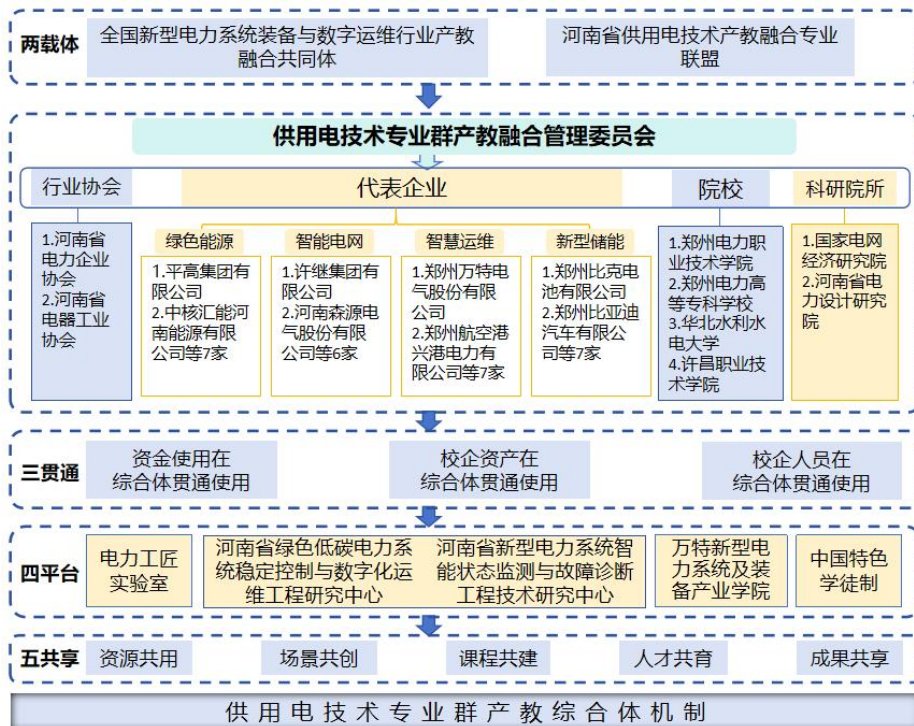 两载体
全国新型电力系统装备与数字运维行业产教
融合共同体
河南省供用电技术产教融合专业
联盟
供用电技术专业群产教融合管理委员会
行业协会
代表企业
院校
科研院所
1.河南省
电力企业
协会
2.河南省
电器工业
协会
绿色能源
1.平高集团有
限公司
2.中核汇能河
南能源有限
公司等7家
智能电网
1.许继集团有
限公司
2.河南森源电
气股份有限
公司等6家
智慧运维
1.郑州万特电
气股份有限
公司
2.郑州航空港
兴港电力有
限公司等7家
新型储能
1.郑州比克电
池有限公司
2.郑州比亚迪
汽车有限公
司等7家
1.郑州电力职
业技术学院
2.郑州电力高
等专科学校
3.华北水利水
电大学
4.许昌职业技
术学院
1.国家电网
经济研究院
2.河南省电
力设计研究
院
三贯通
资金使用在
综合体贯通使用
校企资产在
综合体贯通使用
校企人员在
综合体贯通使用
四平台
电力工匠
实验室
河南省绿色低碳电力系
统稳定控制与数字化运
维工程研究中心
河南省新型电力系统智
能状态监测与故障诊断
工程技术研究中心
万特新型电
力系统及装
备产业学院
中国特色
学徒制
五共享
资源共用
场景共创
课程共建
人才共育
成果共享
供用电技术专业群产教综合体机制